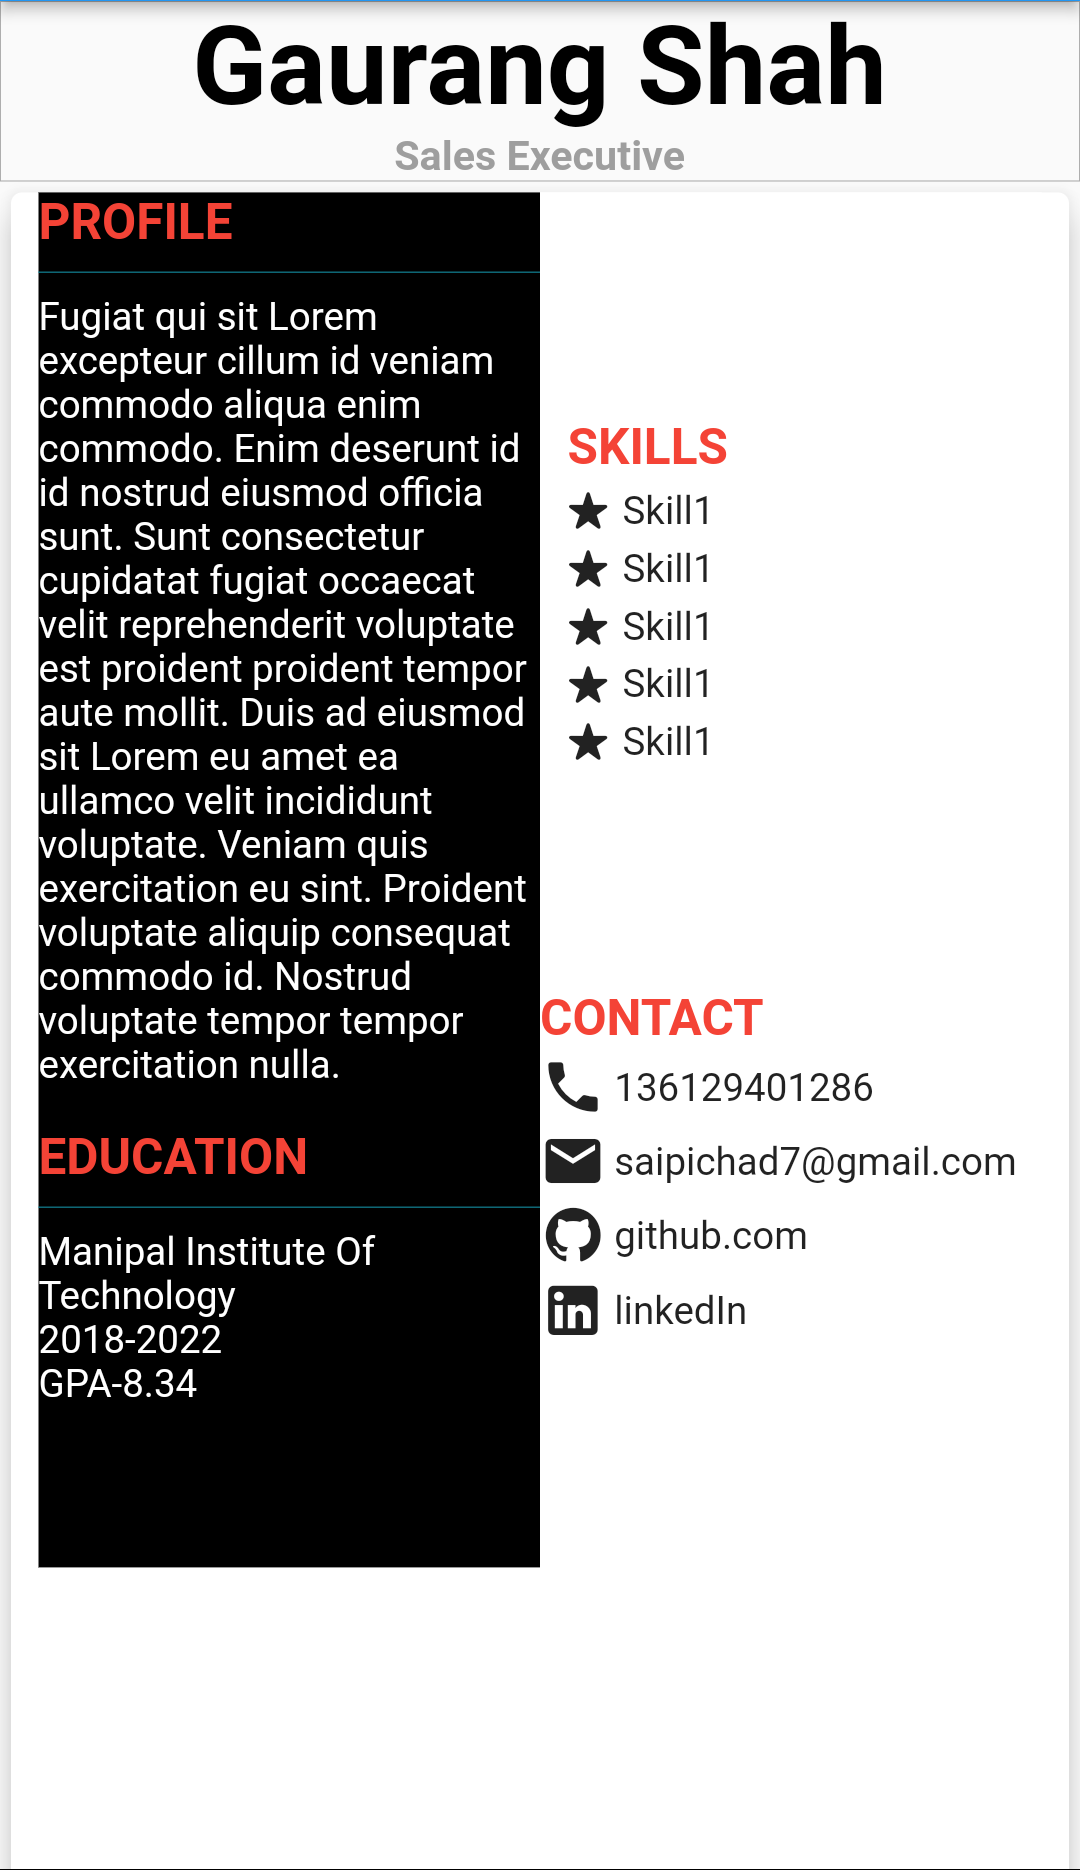 Gaurang Shah
Sales Executive
PROFILE
Fugiat qui sit Lorem
excepteur cillum id veniam
commodo aliqua enim
commodo. Enim deserunt id
id nostrud eiusmod officia
sunt. Sunt consectetur
cupidatat fugiat occaecat
velit reprehenderit voluptate
est proident proident tempor
aute mollit. Duis ad eiusmod
sit Lorem eu amet ea
ullamco velit incididunt
voluptate. Veniam quis
exercitation eu sint. Proident
voluptate aliquip consequat
commodo id. Nostrud
voluptate tempor tempor
exercitation nulla.
EDUCATION
Manipal Institute Of
Technology
2018-2022
GPA-8.34
SKILLS
Skill1
Skill1
Skill1
Skill1
Skill1
CONTACT
136129401286
saipichad7@gmail.com
github.com
linkedIn